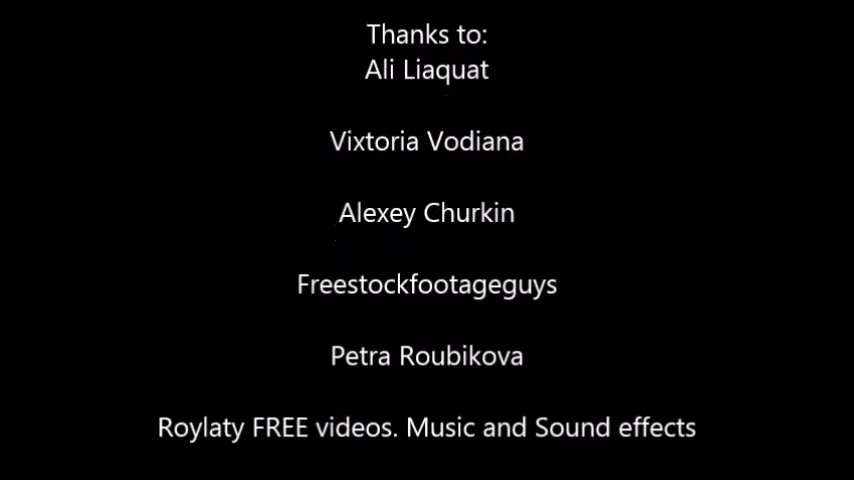 Thanks to:
Ali Liaquat
Vixtoria Vodiana
Alexey Churkin
Freestockfootageguys
Petra Roubikova
Roylaty FREE videos. Music and Sound effects